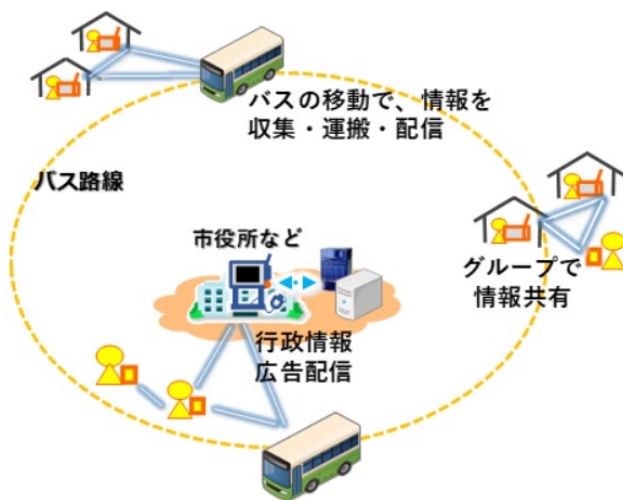 バスの移動で、情報を
収集・運搬・配信
バス路線
市役所など
グループで
情報共有
行政情報
広告配信